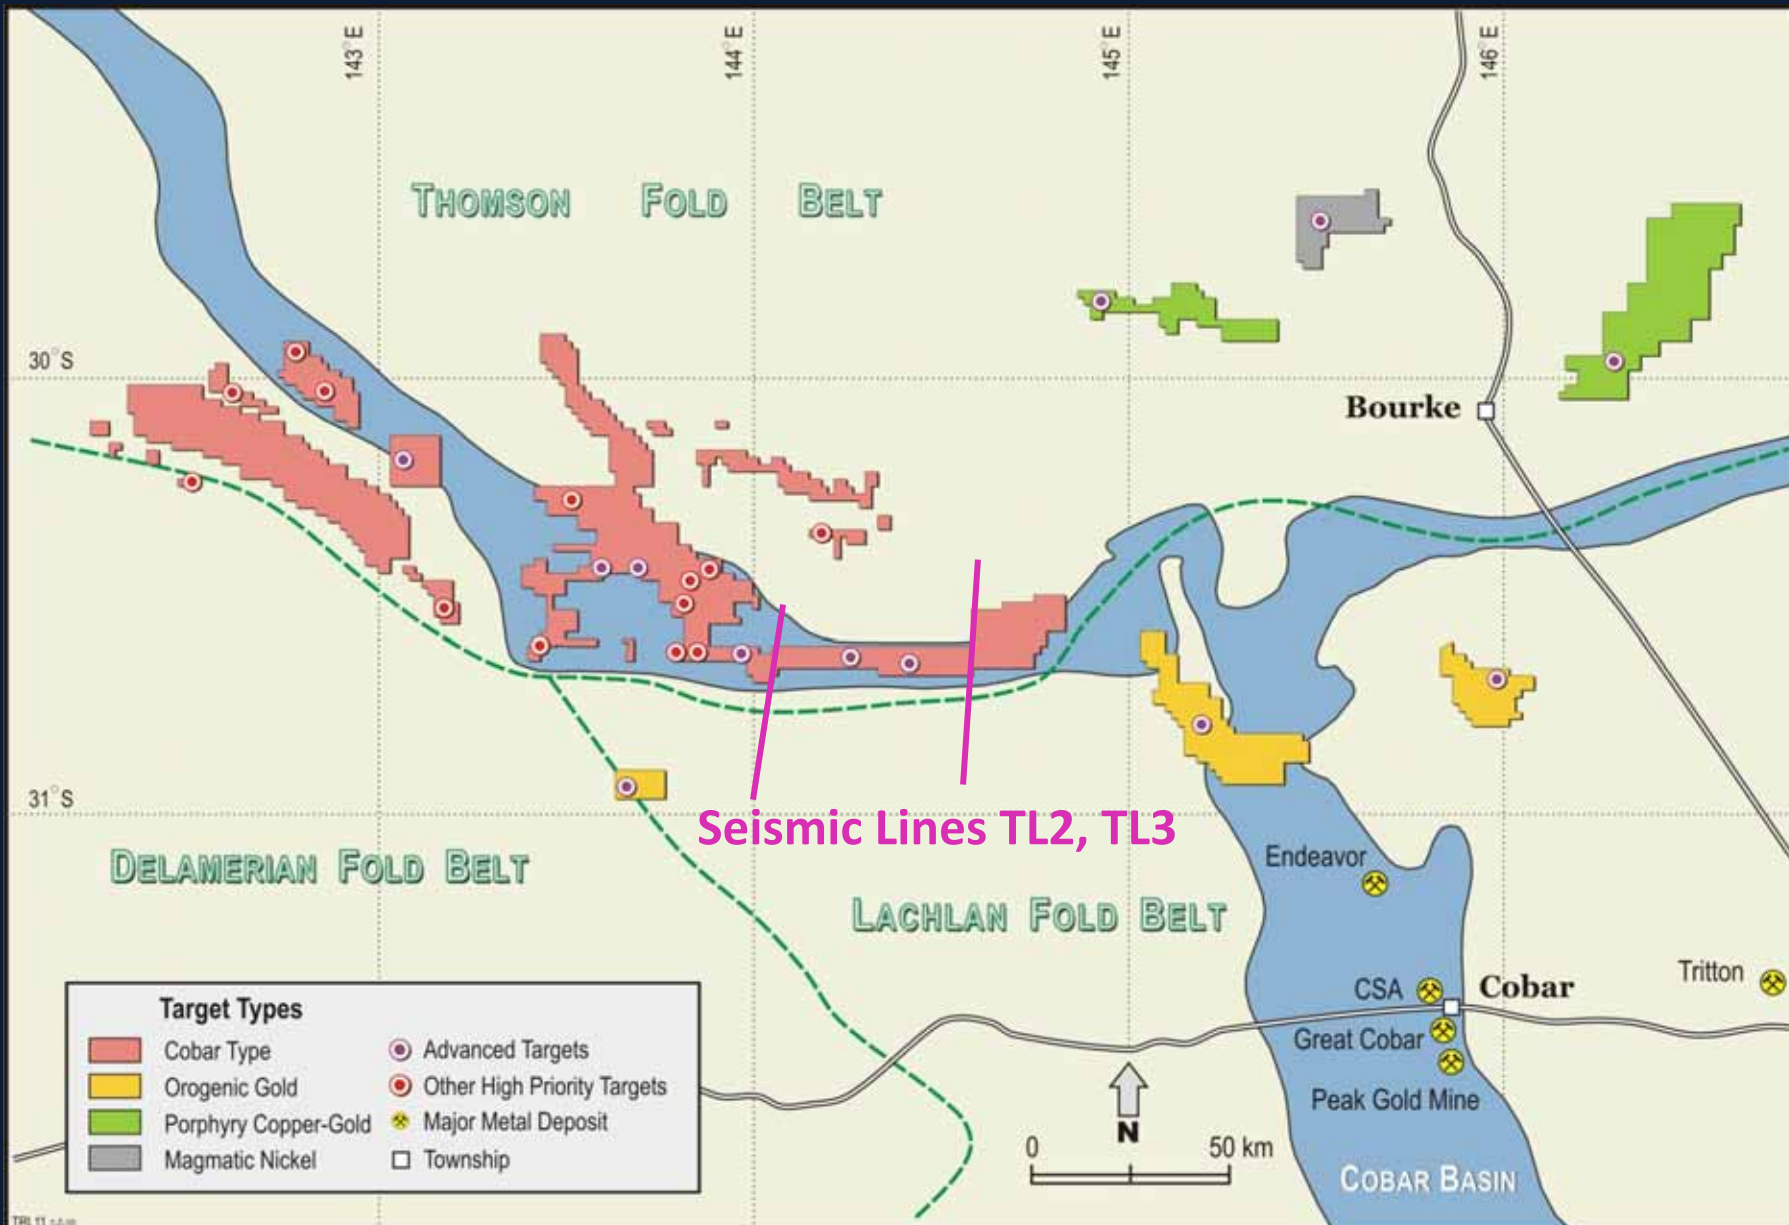 143°E
144°E
145°E
146°E
THOMSON FOLD BELT
30°S
Bourke
31°S
Seismic Lines TL2, TL3
Endeavor
DELAMERIAN FOLD BELT
LACHLAN FOLD BELT
Tritton
CSA
Cobar
Great Cobar
Peak Gold Mine
Target Types
Cobar Type
Advanced Targets
Orogenic Gold
Other High Priority Targets
Porphyry Copper-Gold
Major Metal Deposit
Magmatic Nickel
Township
N
0 50 km
COBAR BASIN